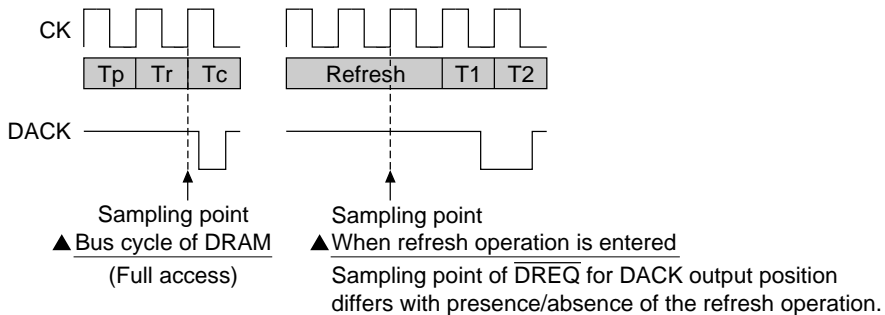 CK
Tp Tr Tc Refresh T1 T2
DACK
Sampling point
▲Bus cycle of DRAM
(Full access)
Sampling point
▲When refresh operation is entered
Sampling point of DREQ for DACK output position
differs with presence/absence of the refresh operation.